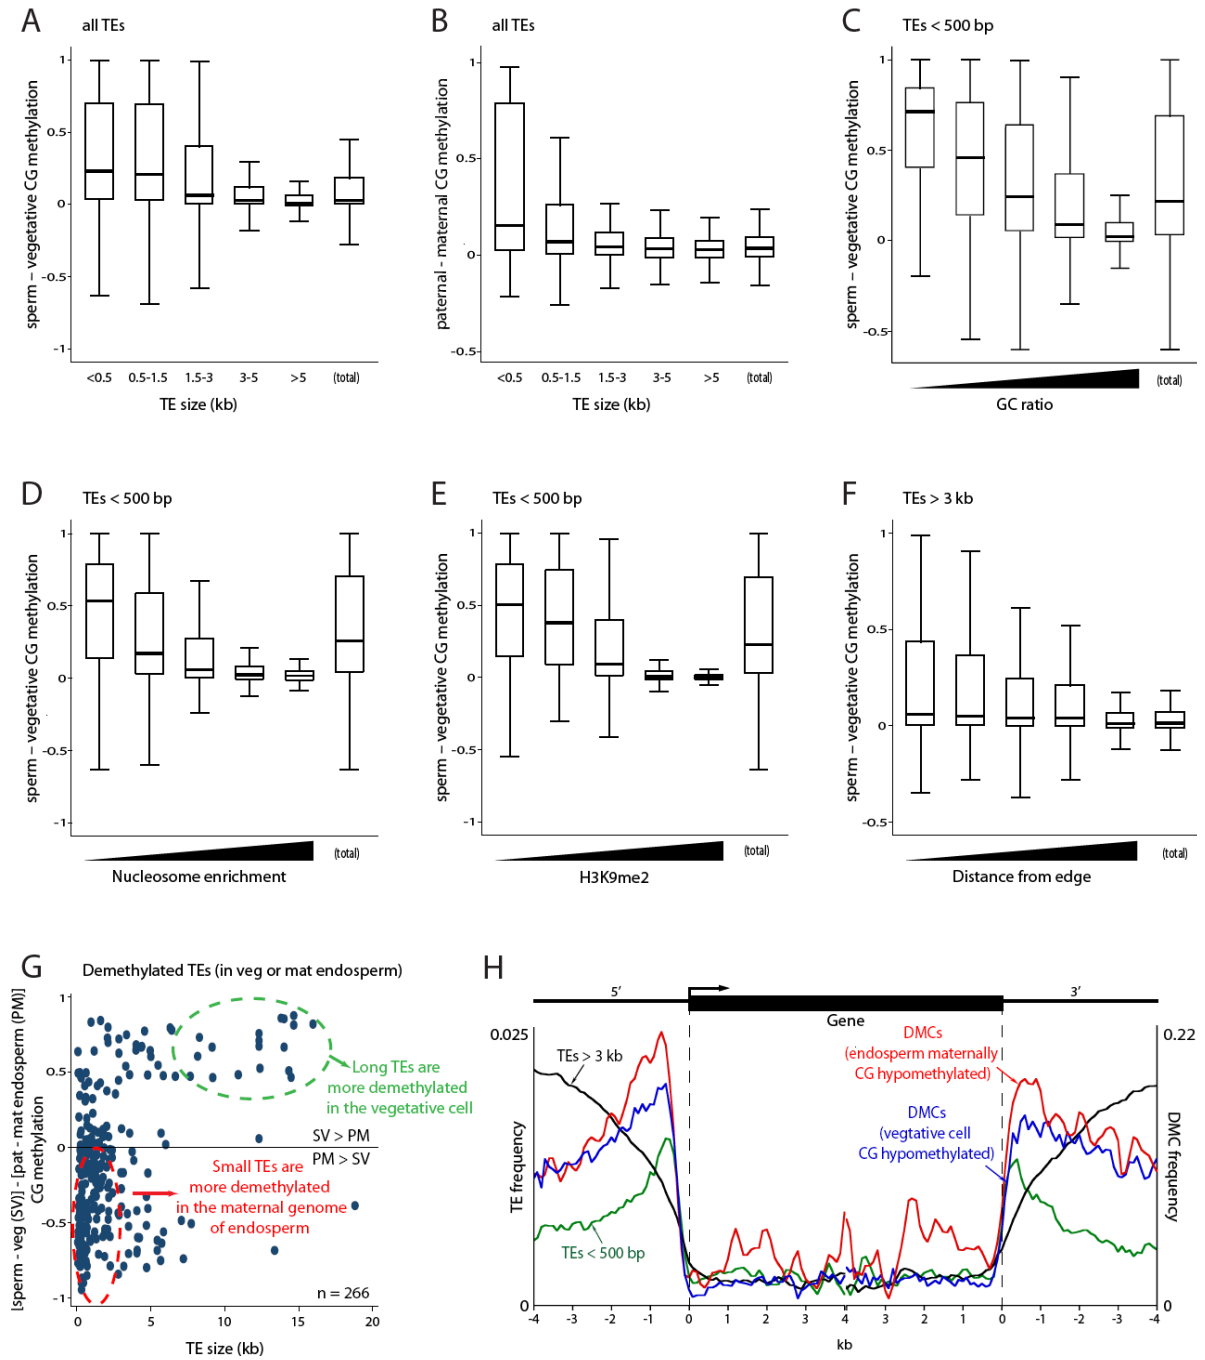 A
all TEs
sperm – vegetative CG methylation
1
0.5
0
-0.5
-1
<0.5 0.5-1.5 1.5-3 3-5 >5 (total)
TE size (kb)
B
all TEs
paternal - maternal CG methylation
1
0.5
0
-0.5
<0.5 0.5-1.5 1.5-3 3-5 >5 (total)
TE size (kb)
C
TEs < 500 bp
sperm – vegetative CG methylation
1
0.5
0
-0.5
(total)
GC ratio
D
TEs < 500 bp
sperm – vegetative CG methylation
1
0.5
0
-0.5
-1
(total)
Nucleosome enrichment
E
TEs < 500 bp
sperm – vegetative CG methylation
1
0.5
0
-0.5
-1
(total)
H3K9me2
F
TEs > 3 kb
sperm – vegetative CG methylation
1
0.5
0
-0.5
(total)
Distance from edge
G
Demethylated TEs (in veg or mat endosperm)
[sperm - veg (SV)] - [pat - mat endosperm (PM)]
CG methylation
1
0.5
0
-0.5
-1
Long TEs are
more demethylated
in the vegetative cell
SV > PM
PM > SV
Small TEs are
more demethylated
in the maternal genome
of endosperm
n = 266
0 5 10 15 20
TE size (kb)
H
5′
3′
Gene
0.025
0.22
TEs > 3 kb
DMCs
(endosperm maternally
CG hypomethylated)
DMCs
(vegtative cell
CG hypomethylated)
TEs < 500 bp
TE frequency
DMC frequency
0
0
-4 -3 -2 -1 0 1 2 3 4 3 2 1 0 -1 -2 -3 -4
kb